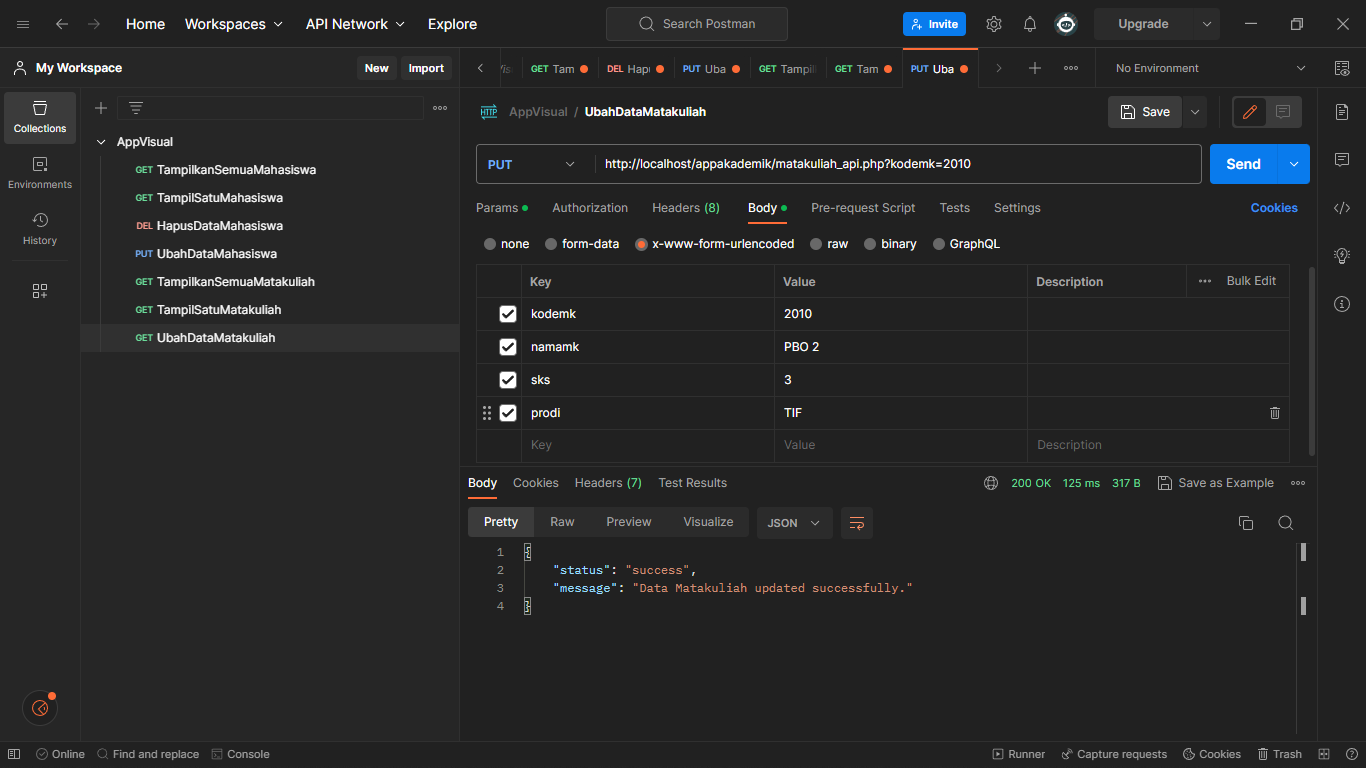 Home Workspaces API Network Explore Search Postman Invite Upgrade
My Workspace New Import GET Tam DEL Hap PUT Uba GET Tampil GET Tam PUT Uba No Environment
Collections
Environments
History
AppVisual
GET TampilkanSemuaMahasiswa
GET TampilSatuMahasiswa
DEL HapusDataMahasiswa
PUT UbahDataMahasiswa
GET TampilkanSemuaMatakuliah
GET TampilSatuMatakuliah
GET UbahDataMatakuliah
HTTP AppVisual / UbahDataMatakuliah Save
PUT http://localhost/appakademik/matakuliah_api.php?kodemk=2010 Send
Params Authorization Headers (8) Body Pre-request Script Tests Settings Cookies
none form-data x-www-form-urlencoded raw binary GraphQL
Key Value Description Bulk Edit
kodemk 2010
namamk PBO 2
sks 3
prodi TIF
Key Value Description
Body Cookies Headers (7) Test Results 200 OK 125 ms 317 B Save as Example
Pretty Raw Preview Visualize JSON
1 {
2 "status": "success",
3 "message": "Data Matakuliah updated successfully."
4 }
Online Find and replace Console Runner Capture requests Cookies Trash